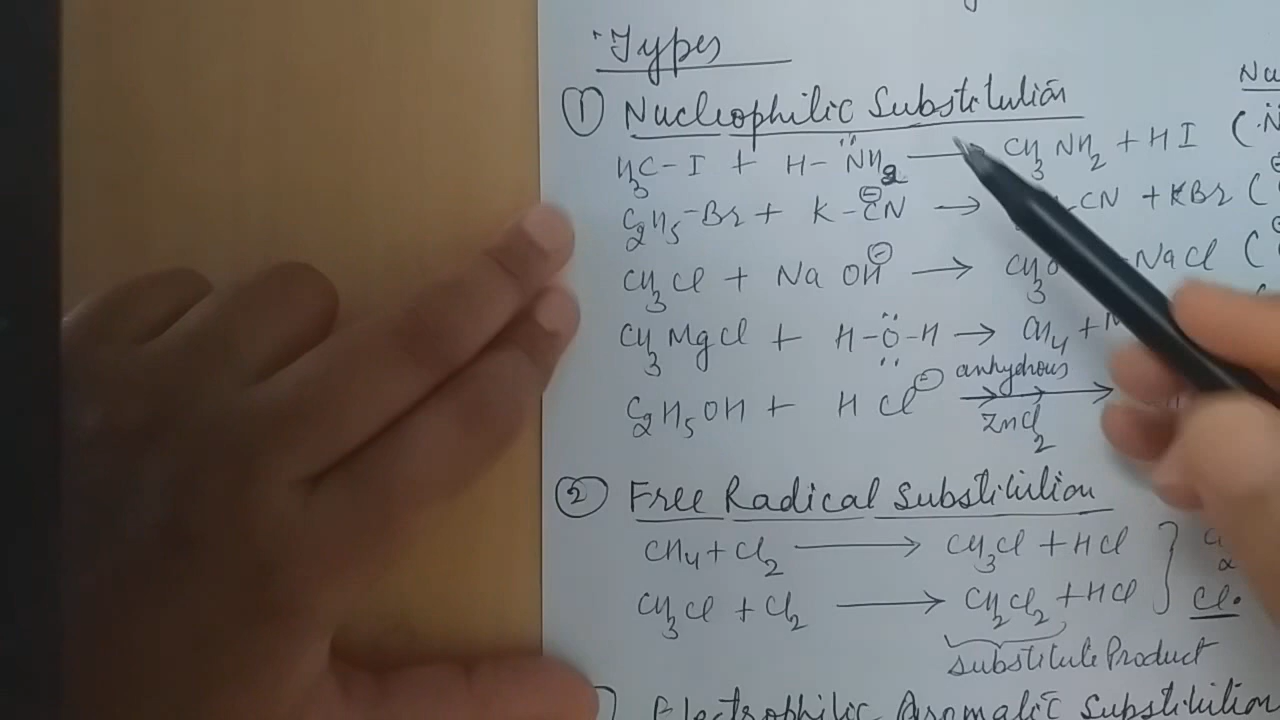 Types
① Nucleophilic Substitution
H₃C-I + H-N̈H₂ → CH₃NH₂ + HI
C₂H₅-Br + K-C⊖N → CN + KBr
CH₃Cl + NaOH⊖ → CH₃ NaCl
CH₃MgCl + H-Ö-H → CH₄ +
C₂H₅OH + HCl⊖ anhydrous ZnCl₂ →
② Free Radical Substitution
CH₄ + Cl₂ → CH₃Cl + HCl
CH₃Cl + Cl₂ → CH₂Cl₂ + HCl } Cl•
Substitute Product
Electrophilic Aromatic Substitution